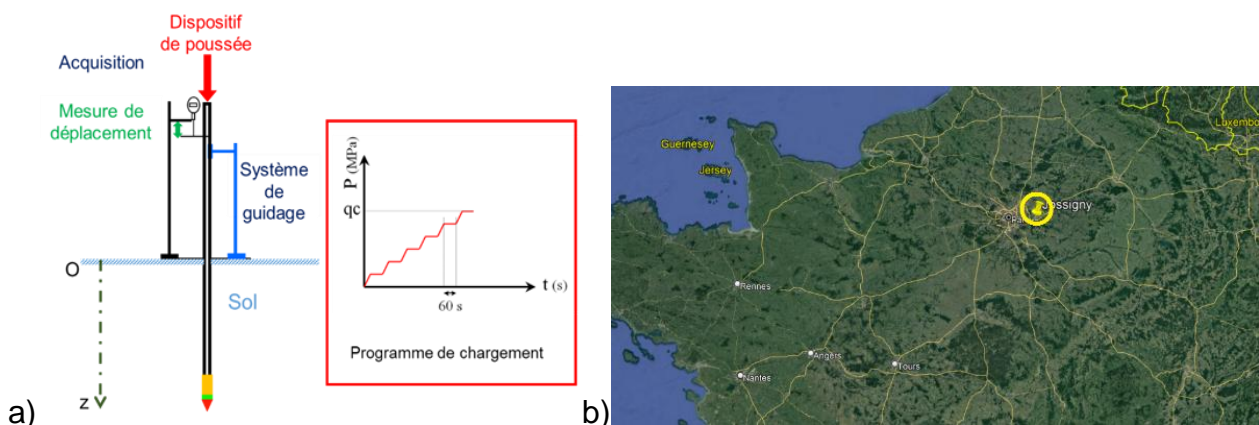 Dispositif
de poussée
Acquisition
Mesure de
déplacement
Système
de
guidage
O
Sol
z
a)
P (MPa)
qc
t (s)
60 s
Programme de chargement
b)
Guernesey
Jersey
Luxembo
Jossigny
Rennes
Angers
Tours
Nantes